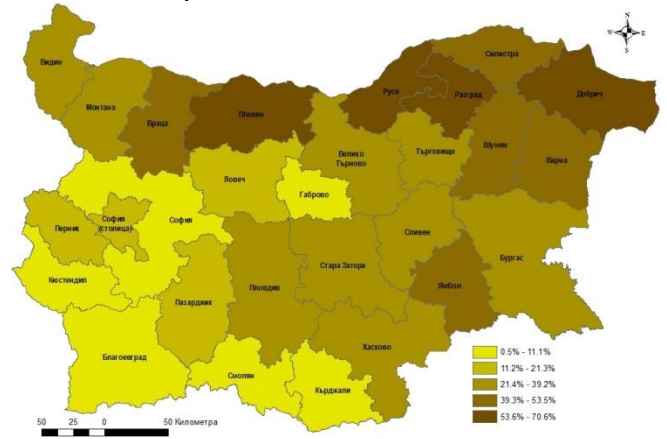 N
W E
S
Видин
Монтана
Враца
Плевен
Русе
Силистра
Разград
Добрич
Шумен
Варна
Велико
Търново
Търговище
Ловеч
Габрово
София
(столица)
София
Перник
Кюстендил
Пазарджик
Пловдив
Стара Загора
Сливен
Бургас
Ямбол
Хасково
Благоевград
Смолян
Кърджали
0.5% - 11.1%
11.2% - 21.3%
21.4% - 39.2%
39.3% - 53.5%
53.6% - 70.6%
50 25 0 50 Километра